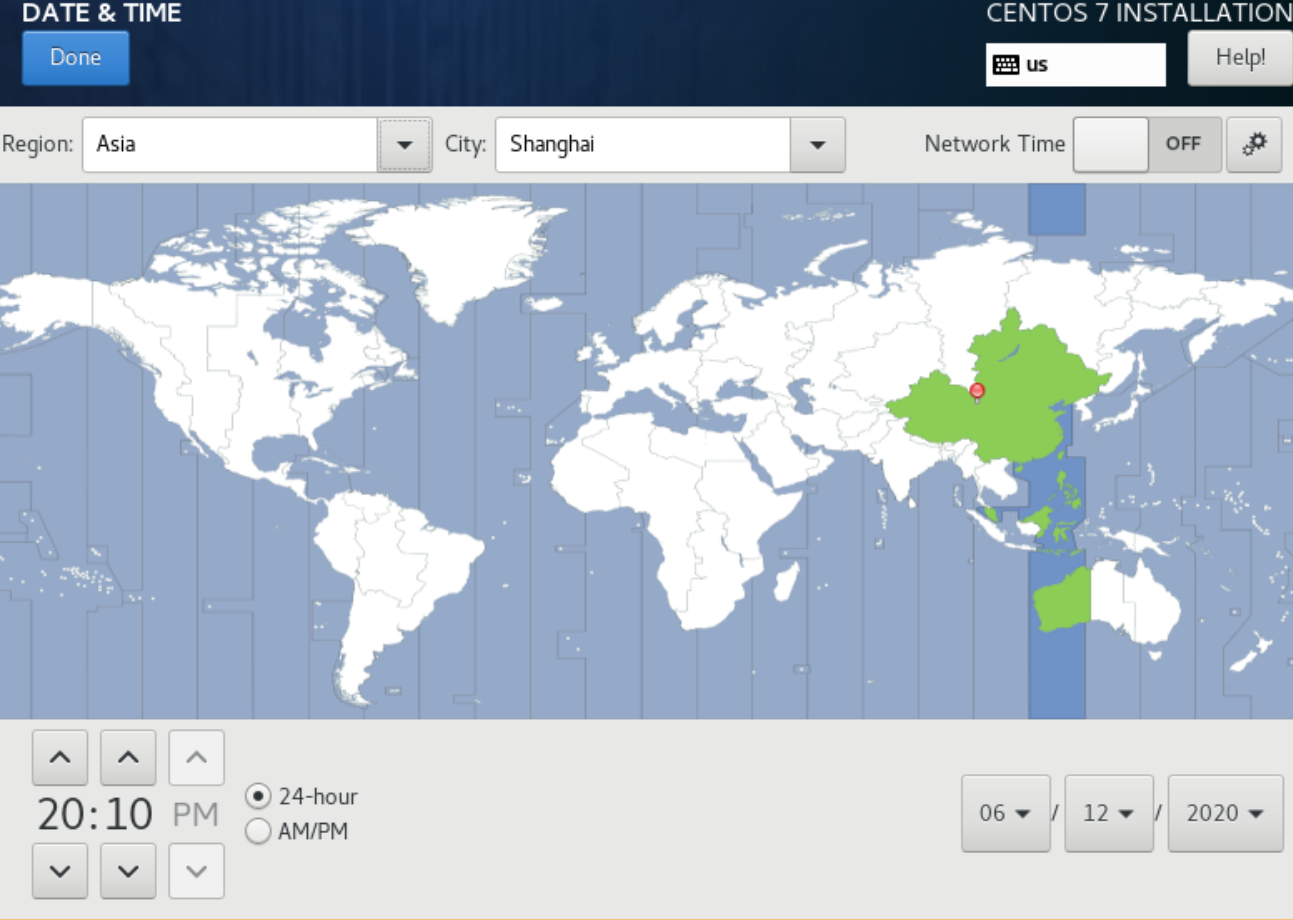 DATE & TIME
CENTOS 7 INSTALLATION
Done
us
Help!
Region:
Asia
City:
Shanghai
Network Time
OFF
20:10 PM
24-hour
AM/PM
06 / 12 / 2020